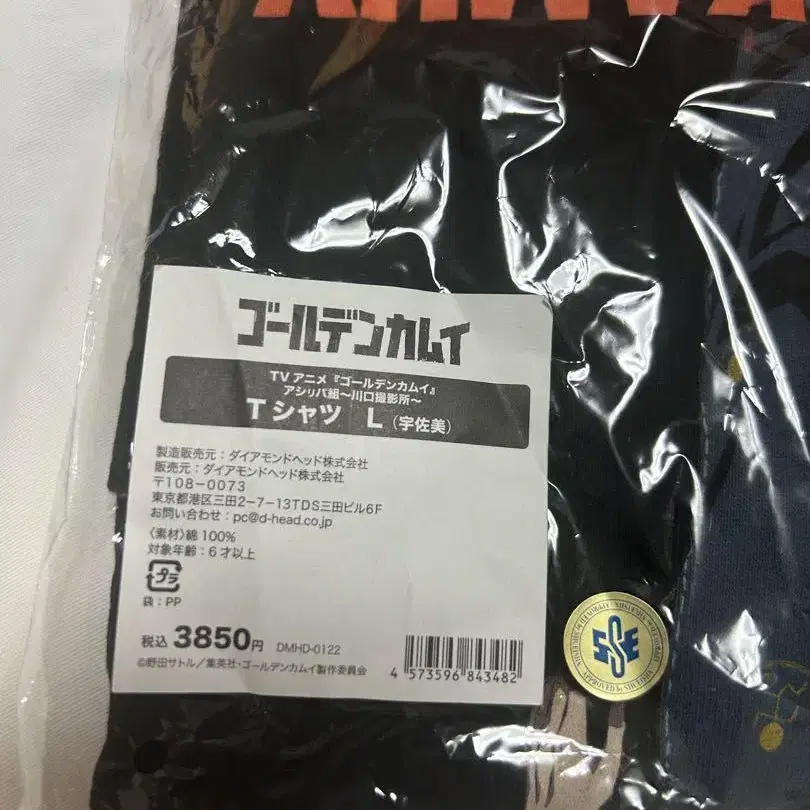 ゴールデンカムイ
TVアニメ『ゴールデンカムイ』
アシリパ組～川口撮影所～
Tシャツ L（宇佐美）
製造販売元：ダイアモンドヘッド株式会社
販売元：ダイアモンドヘッド株式会社
〒108-0073
東京都港区三田2-7-13TDS三田ビル6F
お問い合わせ：pc@d-head.co.jp
〈素材〉綿100%
対象年齢：6才以上
プラ
袋：PP
税込 3850円 DMHD-0122
©野田サトル／集英社・ゴールデンカムイ製作委員会
4 573596 843482
SSE